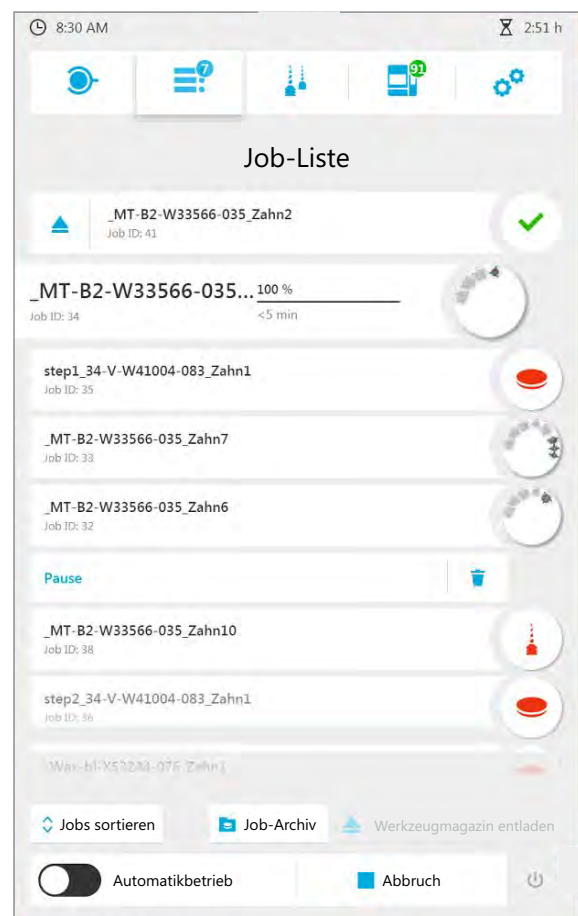 8:30 AM
2:51 h
7
91
Job-Liste
_MT-B2-W33566-035_Zahn2
Job ID: 41
_MT-B2-W33566-035... 100 %
Job ID: 34
<5 min
step1_34-V-W41004-083_Zahn1
Job ID: 35
_MT-B2-W33566-035_Zahn7
Job ID: 33
_MT-B2-W33566-035_Zahn6
Job ID: 32
Pause
_MT-B2-W33566-035_Zahn10
Job ID: 38
step2_34-V-W41004-083_Zahn1
Job ID: 36
Jobs sortieren
Job-Archiv
Werkzeugmagazin entladen
Automatikbetrieb
Abbruch